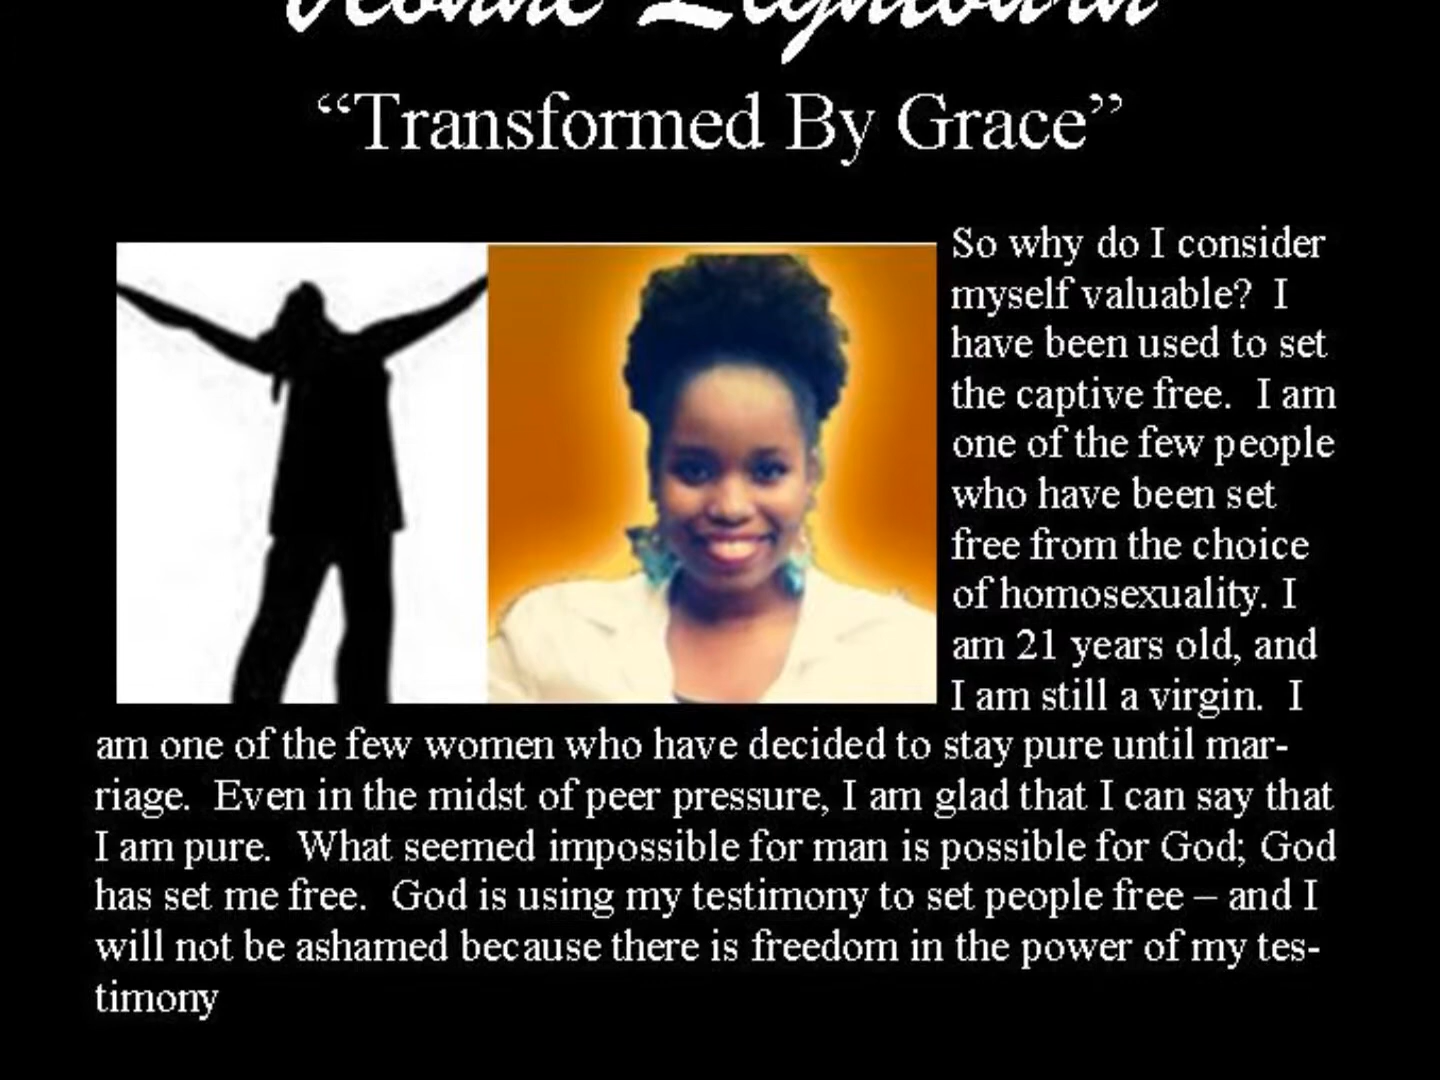 “Transformed By Grace”
So why do I consider
myself valuable? I
have been used to set
the captive free. I am
one of the few people
who have been set
free from the choice
of homosexuality. I
am 21 years old, and
I am still a virgin. I
am one of the few women who have decided to stay pure until mar-
riage. Even in the midst of peer pressure, I am glad that I can say that
I am pure. What seemed impossible for man is possible for God; God
has set me free. God is using my testimony to set people free – and I
will not be ashamed because there is freedom in the power of my tes-
timony